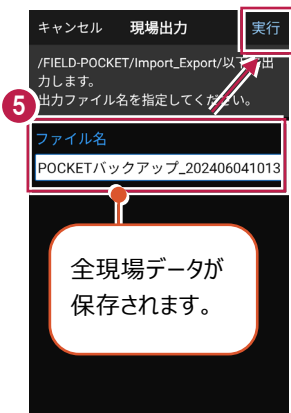 キャンセル 現場出力 実行
/FIELD-POCKET/Import_Export/以下に出
力します。
出力ファイル名を指定してください。
5
ファイル名
POCKETバックアップ_202406041013
全現場データが
保存されます。